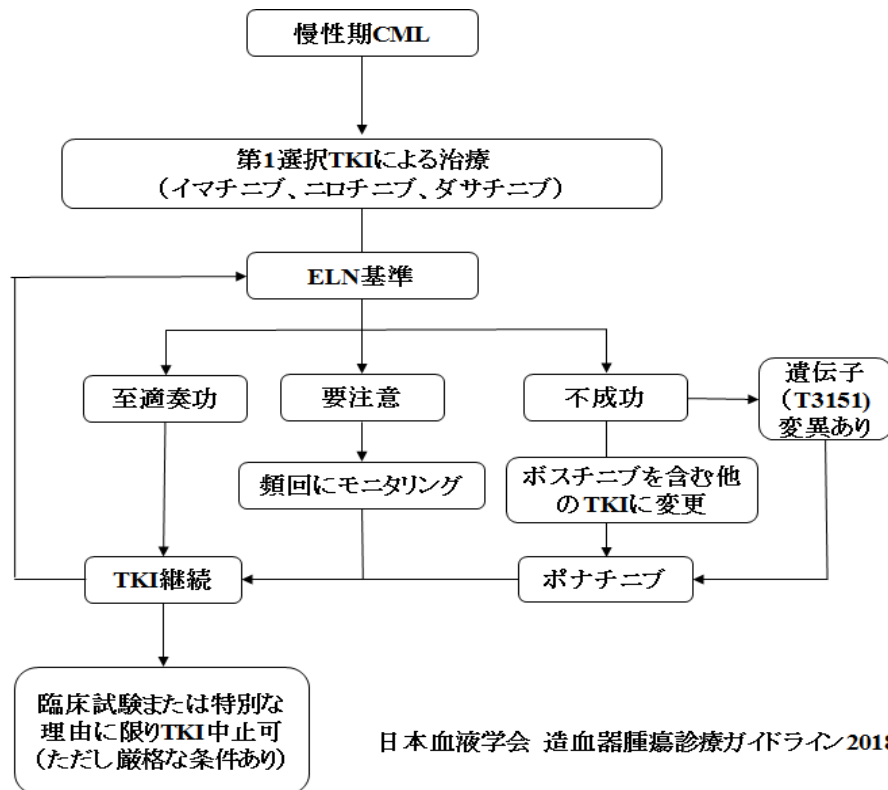 慢性期CML
第1選択TKIによる治療
（イマチニブ、ニロチニブ、ダサチニブ）
ELN基準
至適奏功
要注意
不成功
遺伝子
（T3151)
変異あり
頻回にモニタリング
ボスチニブを含む他
のTKIに変更
TKI継続
ポナチニブ
臨床試験または特別な
理由に限りTKI中止可
（ただし厳格な条件あり）
日本血液学会 造血器腫瘍診療ガイドライン2018